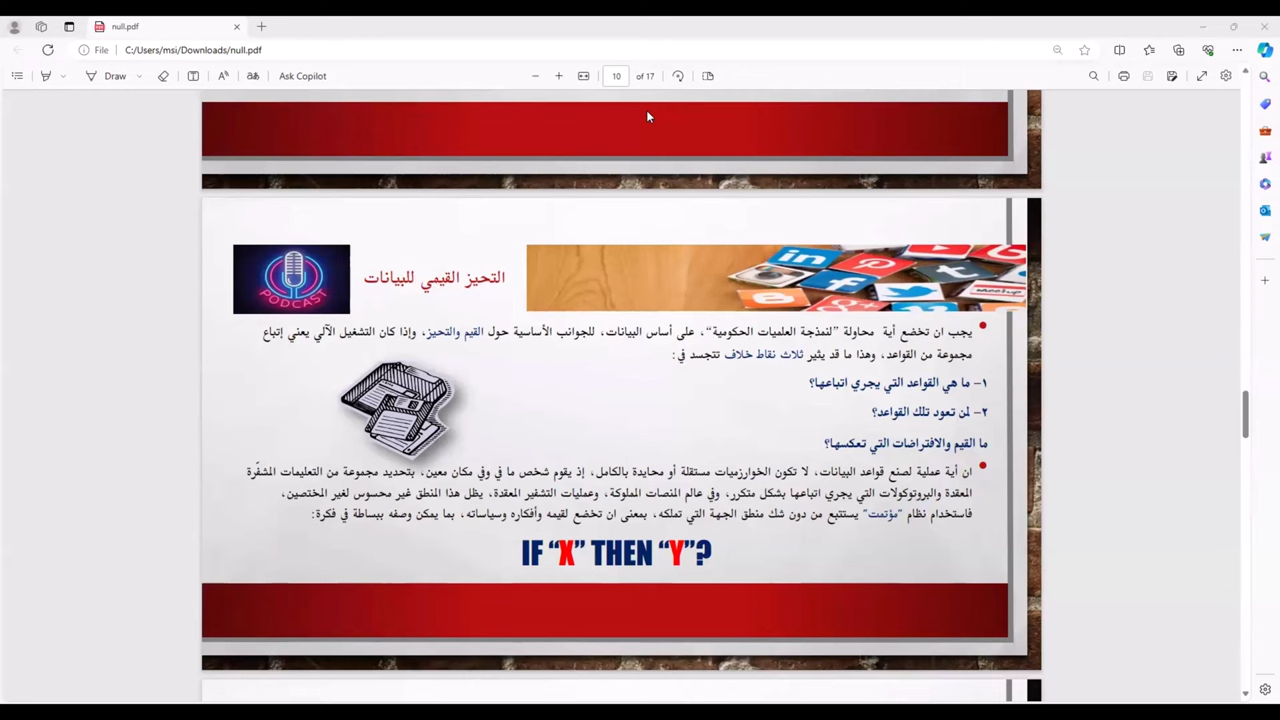 null.pdf
File C:/Users/msi/Downloads/null.pdf
Draw Ask Copilot 10 of 17
PODCAST
التحيز القيمي للبيانات
in
meetup
يجب ان تخضع أية محاولة "لنمذجة العلميات الحكومية"، على أساس البيانات، للجوانب الأساسية حول القيم والتحيز، وإذا كان التشغيل الآلي يعني إتباع
مجموعة من القواعد، وهذا ما قد يثير ثلاث نقاط خلاف تتجسد في:
١- ما هي القواعد التي يجري اتباعها؟
٢- لمن تعود تلك القواعد؟
ما القيم والافتراضات التي تعكسها؟
ان أية عملية لصنع قواعد البيانات، لا تكون الخوارزميات مستقلة أو محايدة بالكامل، إذ يقوم شخص ما في وفي مكان معين، بتحديد مجموعة من التعليمات المشفّرة
المعقدة والبروتوكولات التي يجري اتباعها بشكل متكرر، وفي عالم المنصات المملوكة، وعمليات التشفير المعقدة، يظل هذا المنطق غير محسوس لغير المختصين،
فاستخدام نظام "مؤتمت" يستتبع من دون شك منطق الجهة التي تملكه، بمعنى ان تخضع لقيمه وأفكاره وسياساته، بما يمكن وصفه ببساطة في فكرة:
IF “X” THEN “Y”?